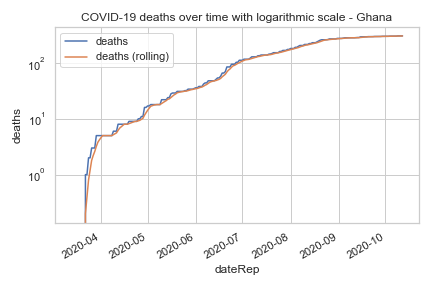 COVID-19 deaths over time with logarithmic scale - Ghana
deaths
deaths (rolling)
10²
10¹
10⁰
deaths
2020-04
2020-05
2020-06
2020-07
2020-08
2020-09
2020-10
dateRep